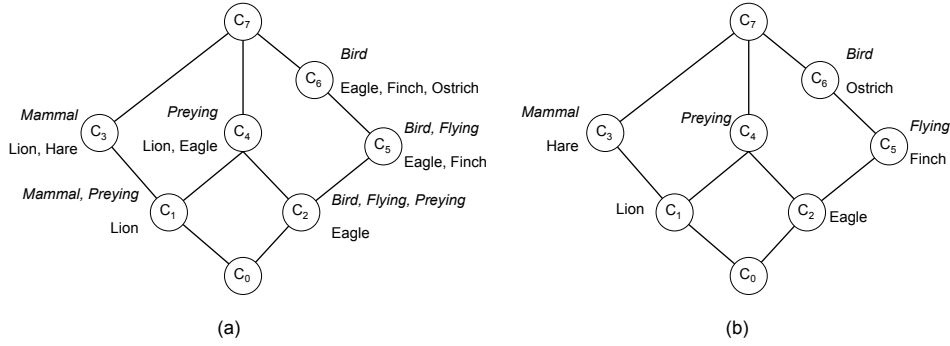 C7
Bird
C6
Eagle, Finch, Ostrich
Mammal
C3
Lion, Hare
Preying
C4
Lion, Eagle
Bird, Flying
C5
Eagle, Finch
Mammal, Preying
C1
Lion
Bird, Flying, Preying
C2
Eagle
C0
(a)
C7
Bird
C6
Ostrich
Mammal
C3
Hare
Preying
C4
Flying
C5
Finch
Lion
C1
C2
Eagle
C0
(b)